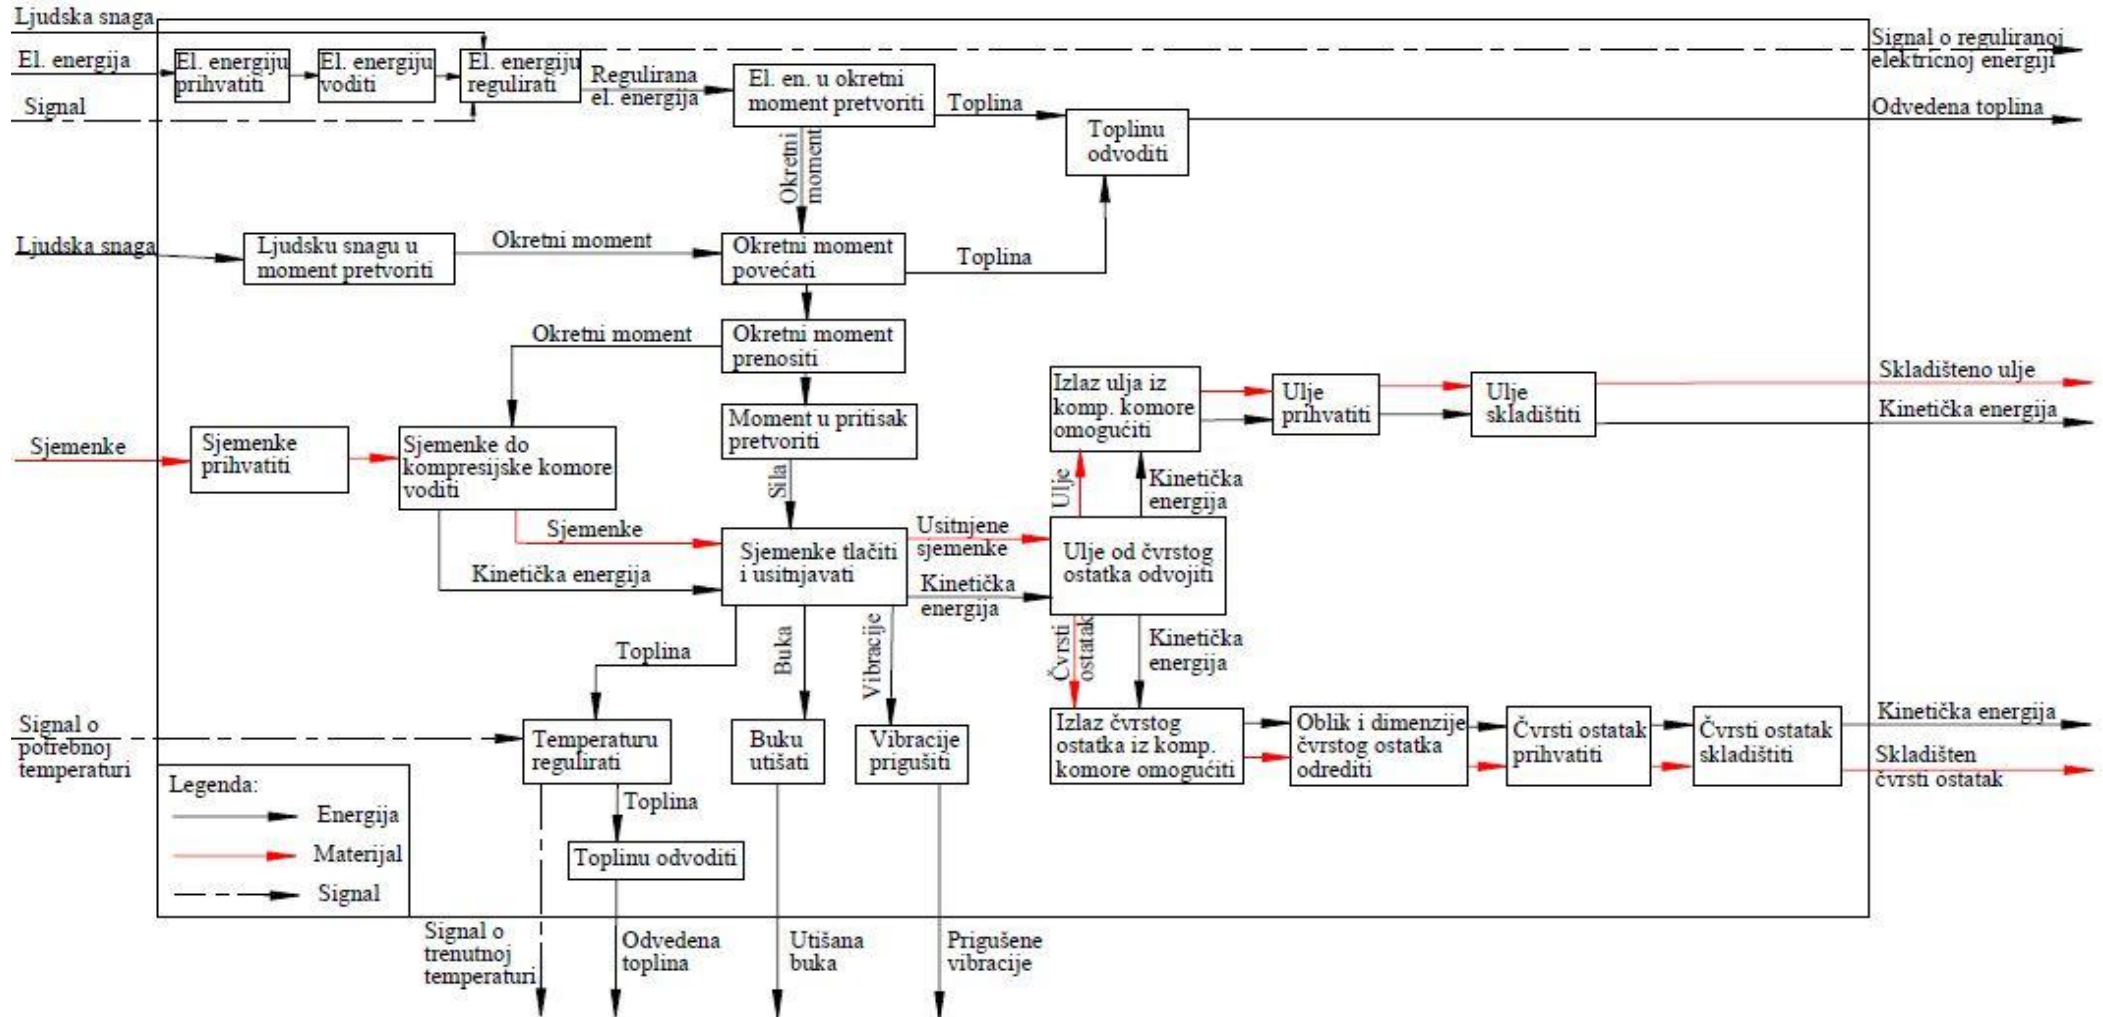 Ljudska snaga
El. energija
Signal
El. energiju
prihvatiti
El. energiju
voditi
El. energiju
regulirati
Regulirana
el. energija
El. en. u okretni
moment pretvoriti
Toplina
Toplinu
odvoditi
Signal o reguliranoj
elektricnoj energiji
Odvedena toplina
Okretni
moment
Ljudska snaga
Ljudsku snagu u
moment pretvoriti
Okretni moment
Okretni moment
povećati
Toplina
Okretni moment
Okretni moment
prenositi
Moment u pritisak
pretvoriti
Sila
Sjemenke
Sjemenke
prihvatiti
Sjemenke do
kompresijske komore
voditi
Sjemenke
Kinetička energija
Sjemenke tlačiti
i usitnjavati
Usitnjene
sjemenke
Kinetička
energija
Izlaz ulja iz
komp. komore
omogućiti
Ulje
prihvatiti
Ulje
skladištiti
Skladišteno ulje
Kinetička energija
Ulje
Kinetička
energija
Ulje od čvrstog
ostatka odvojiti
Čvrsti
ostatak
Kinetička
energija
Toplina
Buka
Vibracije
Signal o
potrebnoj
temperaturi
Temperaturu
regulirati
Buku
utišati
Vibracije
prigušiti
Izlaz čvrstog
ostatka iz komp.
komore omogućiti
Oblik i dimenzije
čvrstog ostatka
odrediti
Čvrsti ostatak
prihvatiti
Čvrsti ostatak
skladištiti
Kinetička energija
Skladišten
čvrsti ostatak
Toplina
Toplinu odvoditi
Legenda:
Energija
Materijal
Signal
Signal o
trenutnoj
temperaturi
Odvedena
toplina
Utišana
buka
Prigušene
vibracije